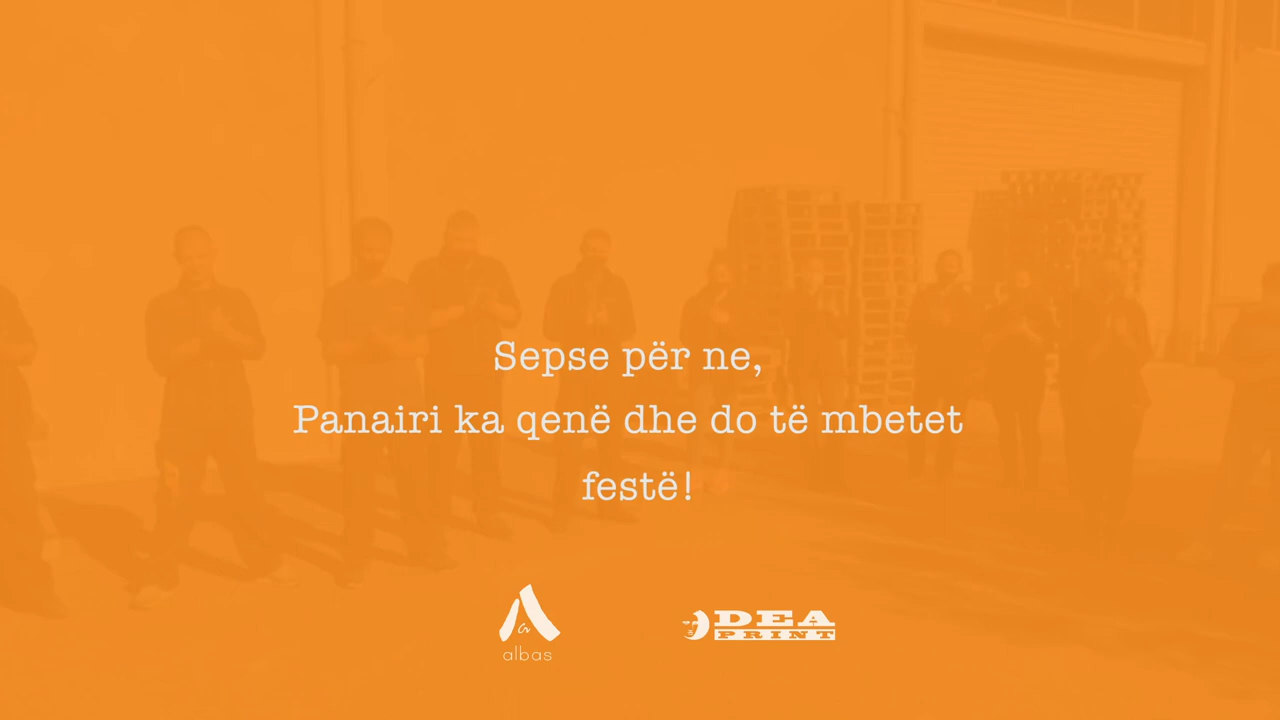 Sepse për ne,
Panairi ka qenë dhe do të mbetet
festë!
albas
DEA
PRINT